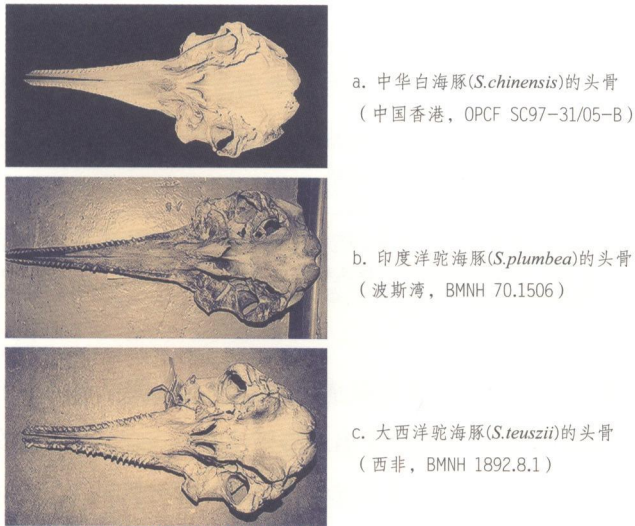 a. 中华白海豚(S.chinensis)的头骨
（中国香港, OPCF SC97-31/05-B）
b. 印度洋驼海豚(S.plumbea)的头骨
（波斯湾, BMNH 70.1506）
c. 大西洋驼海豚(S.teuszii)的头骨
（西非, BMNH 1892.8.1）